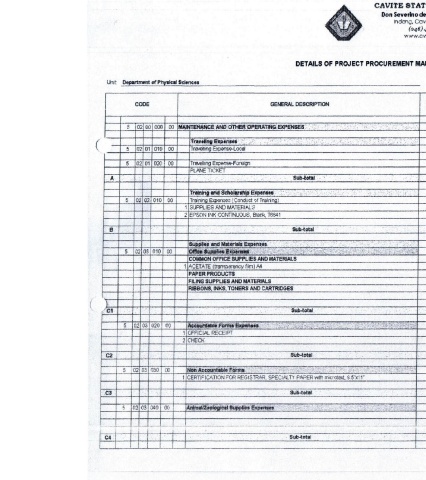 CAVITE STAT
Don Severino de
Indang, Cav
(046) 4
www.cv
DETAILS OF PROJECT PROCUREMENT MA
Unit: Department of Physical Sciences
CODE GENERAL DESCRIPTION
5 02 00 000 00 MAINTENANCE AND OTHER OPERATING EXPENSES
Traveling Expenses
5 02 01 010 00 Travelling Expense-Local
5 02 01 020 00 Travelling Expense-Foreign
PLANE TICKET
A Sub-total
Training and Scholarship Expenses
5 02 02 010 00 Training Expenses (Conduct of Training)
1 SUPPLIES AND MATERIALS
2 EPSON INK CONTINUOUS, Black, T6641
B Sub-total
Supplies and Materials Expenses
5 02 03 010 00 Office Supplies Expenses
COMMON OFFICE SUPPLIES AND MATERIALS
1 ACETATE (transparency film) A4
PAPER PRODUCTS
FILING SUPPLIES AND MATERIALS
RIBBONS, INKS, TONERS AND CARTRIDGES
C1 Sub-total
5 02 03 020 00 Accountable Forms Expenses
1 OFFICIAL RECEIPT
2 CHECK
C2 Sub-total
5 02 03 030 00 Non Accountable Forms
1 CERTIFICATION FOR REGISTRAR, SPECIALTY PAPER with microtext, 8.5"x11"
C3 Sub-total
5 02 03 040 00 Animal/Zoological Supplies Expenses
C4 Sub-total